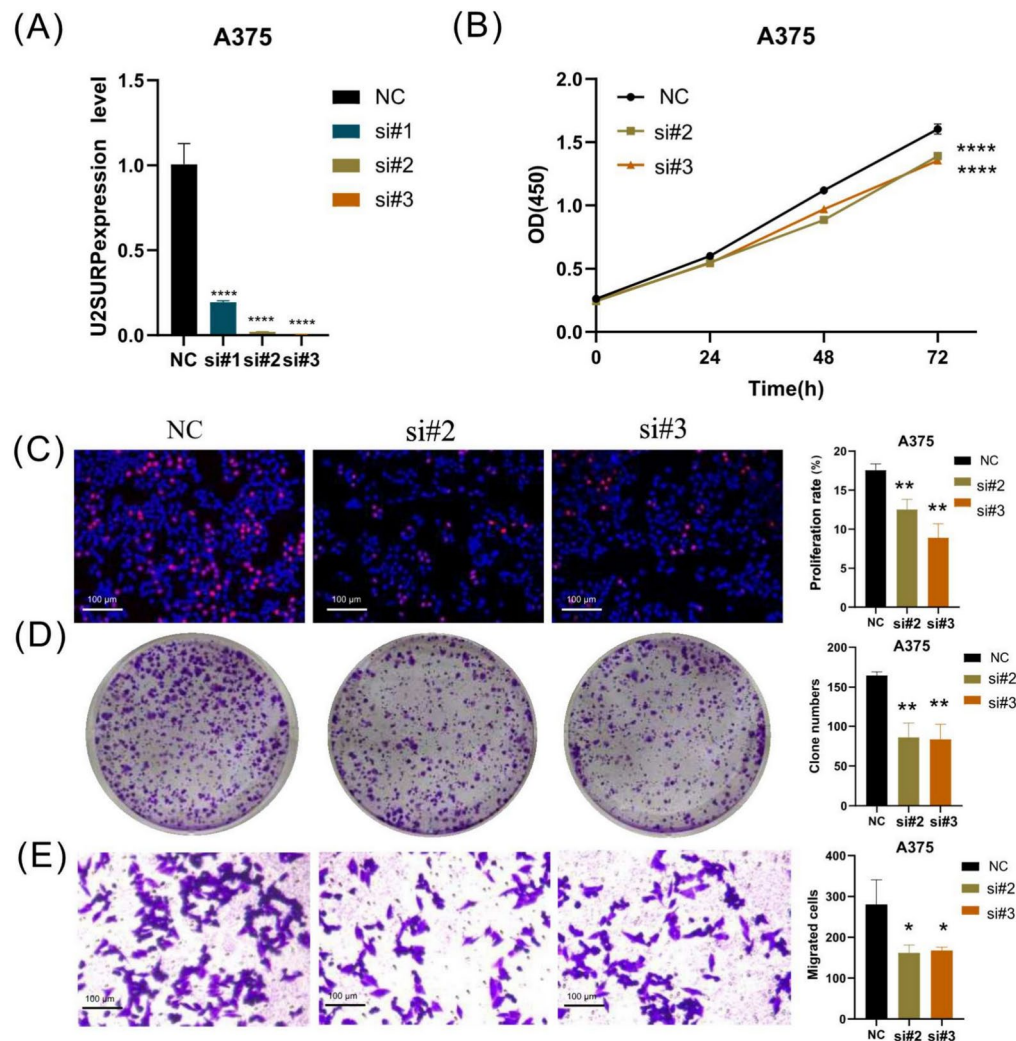 (A)
A375
U2SURPexpression level
1.5
1.0
0.5
0.0
****
****
****
NC si#1 si#2 si#3
NC
si#1
si#2
si#3
(B)
A375
OD(450)
2.0
1.5
1.0
0.5
0.0
0 24 48 72
Time(h)
NC
si#2
si#3
****
****
(C)
NC si#2 si#3
100 μm
100 μm
100 μm
A375
Proliferation rate (%)
20
15
10
5
0
** **
NC si#2 si#3
NC
si#2
si#3
(D)
A375
Clone numbers
200
150
100
50
0
** **
NC si#2 si#3
NC
si#2
si#3
(E)
100 μm
100 μm
100 μm
A375
Migrated cells
400
300
200
100
0
* *
NC si#2 si#3
NC
si#2
si#3